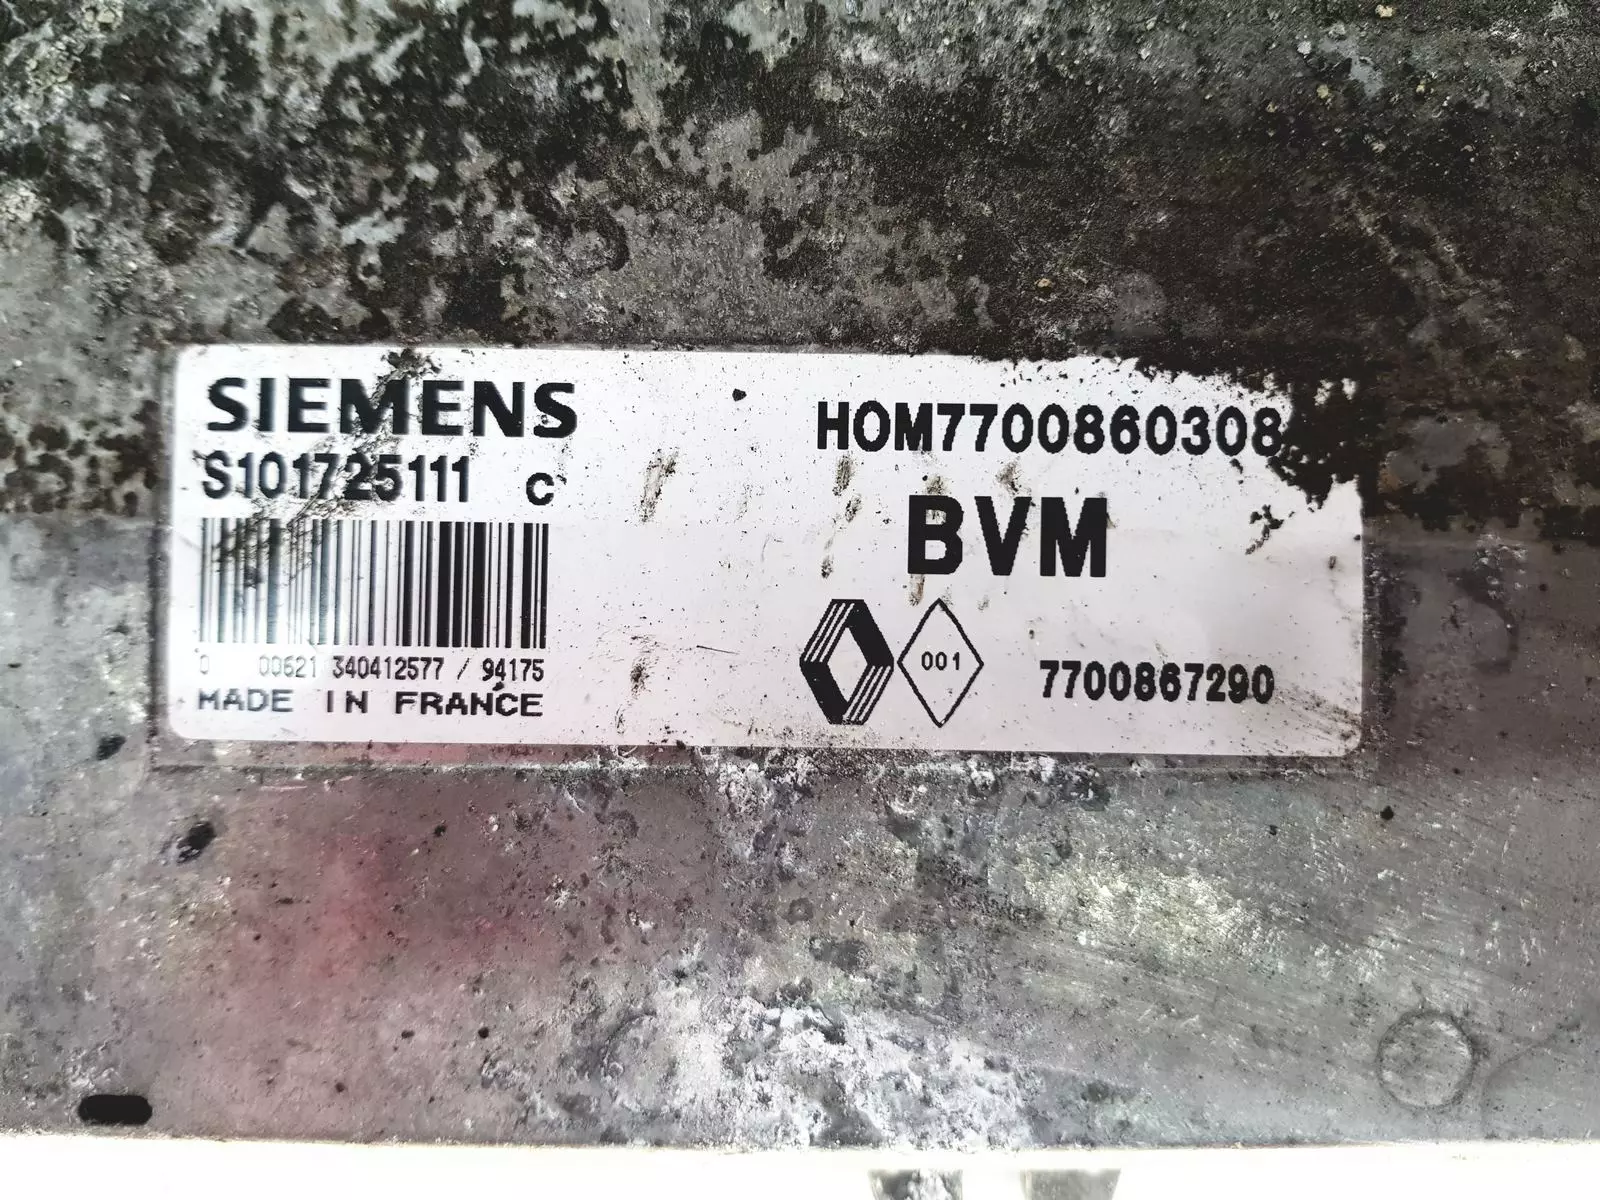 SIEMENS
S101725111 C
HOM7700860308
BVM
0 00621 340412577 / 94175
MADE IN FRANCE
001
7700867290